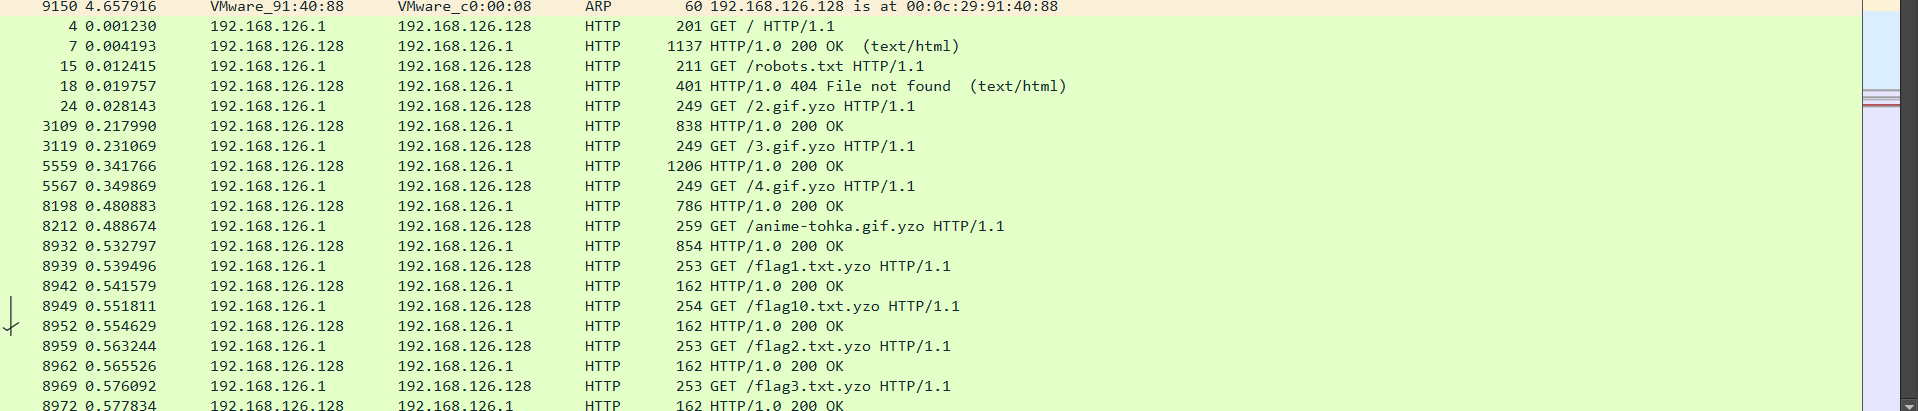 9150 4.657916 VMware_91:40:88 VMware_c0:00:08 ARP 60 192.168.126.128 is at 00:0c:29:91:40:88
4 0.001230 192.168.126.1 192.168.126.128 HTTP 201 GET / HTTP/1.1
7 0.004193 192.168.126.128 192.168.126.1 HTTP 1137 HTTP/1.0 200 OK (text/html)
15 0.012415 192.168.126.1 192.168.126.128 HTTP 211 GET /robots.txt HTTP/1.1
18 0.019757 192.168.126.128 192.168.126.1 HTTP 401 HTTP/1.0 404 File not found (text/html)
24 0.028143 192.168.126.1 192.168.126.128 HTTP 249 GET /2.gif.yzo HTTP/1.1
3109 0.217990 192.168.126.128 192.168.126.1 HTTP 838 HTTP/1.0 200 OK
3119 0.231069 192.168.126.1 192.168.126.128 HTTP 249 GET /3.gif.yzo HTTP/1.1
5559 0.341766 192.168.126.128 192.168.126.1 HTTP 1206 HTTP/1.0 200 OK
5567 0.349869 192.168.126.1 192.168.126.128 HTTP 249 GET /4.gif.yzo HTTP/1.1
8198 0.480883 192.168.126.128 192.168.126.1 HTTP 786 HTTP/1.0 200 OK
8212 0.488674 192.168.126.1 192.168.126.128 HTTP 259 GET /anime-tohka.gif.yzo HTTP/1.1
8932 0.532797 192.168.126.128 192.168.126.1 HTTP 854 HTTP/1.0 200 OK
8939 0.539496 192.168.126.1 192.168.126.128 HTTP 253 GET /flag1.txt.yzo HTTP/1.1
8942 0.541579 192.168.126.128 192.168.126.1 HTTP 162 HTTP/1.0 200 OK
8949 0.551811 192.168.126.1 192.168.126.128 HTTP 254 GET /flag10.txt.yzo HTTP/1.1
8952 0.554629 192.168.126.128 192.168.126.1 HTTP 162 HTTP/1.0 200 OK
8959 0.563244 192.168.126.1 192.168.126.128 HTTP 253 GET /flag2.txt.yzo HTTP/1.1
8962 0.565526 192.168.126.128 192.168.126.1 HTTP 162 HTTP/1.0 200 OK
8969 0.576092 192.168.126.1 192.168.126.128 HTTP 253 GET /flag3.txt.yzo HTTP/1.1
8972 0.577834 192.168.126.128 192.168.126.1 HTTP 162 HTTP/1.0 200 OK